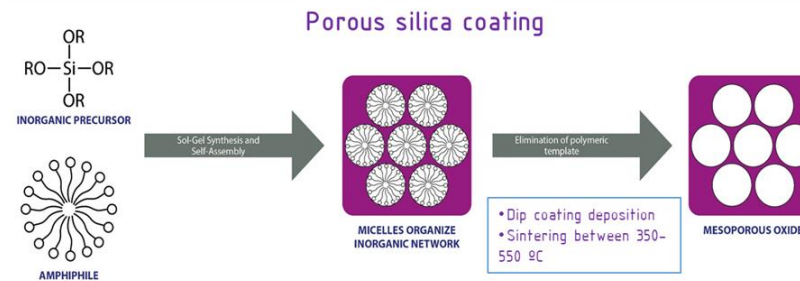 Porous silica coating
OR
RO—Si—OR
OR
INORGANIC PRECURSOR
AMPHIPHILE
Sol-Gel Synthesis and
Self-Assembly
MICELLES ORGANIZE
INORGANIC NETWORK
Elimination of polymeric
template
•Dip coating deposition
•Sintering between 350-
550 ºC
MESOPOROUS OXIDE